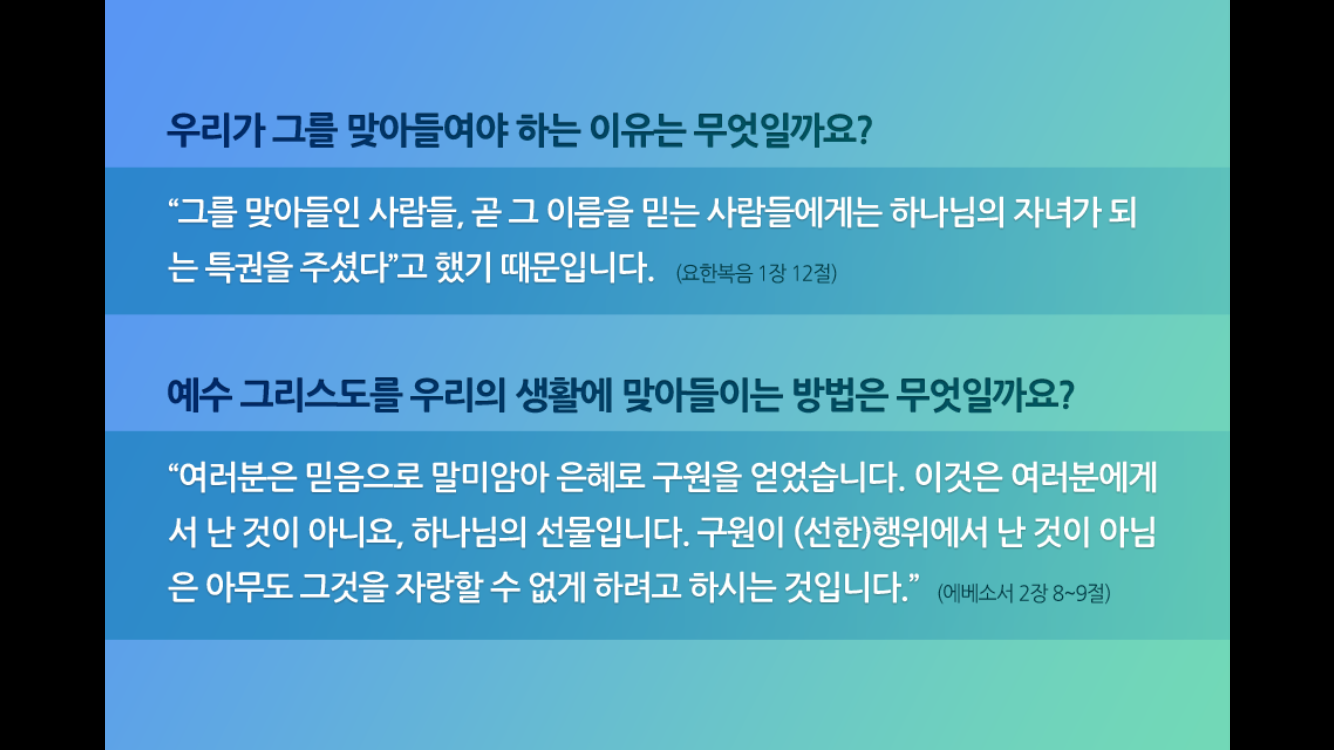 우리가 그를 맞아들여야 하는 이유는 무엇일까요?
“그를 맞아들인 사람들, 곧 그 이름을 믿는 사람들에게는 하나님의 자녀가 되
는 특권을 주셨다”고 했기 때문입니다. (요한복음 1장 12절)
예수 그리스도를 우리의 생활에 맞아들이는 방법은 무엇일까요?
“여러분은 믿음으로 말미암아 은혜로 구원을 얻었습니다. 이것은 여러분에게
서 난 것이 아니요, 하나님의 선물입니다. 구원이 (선한)행위에서 난 것이 아님
은 아무도 그것을 자랑할 수 없게 하려고 하시는 것입니다.” (에베소서 2장 8~9절)